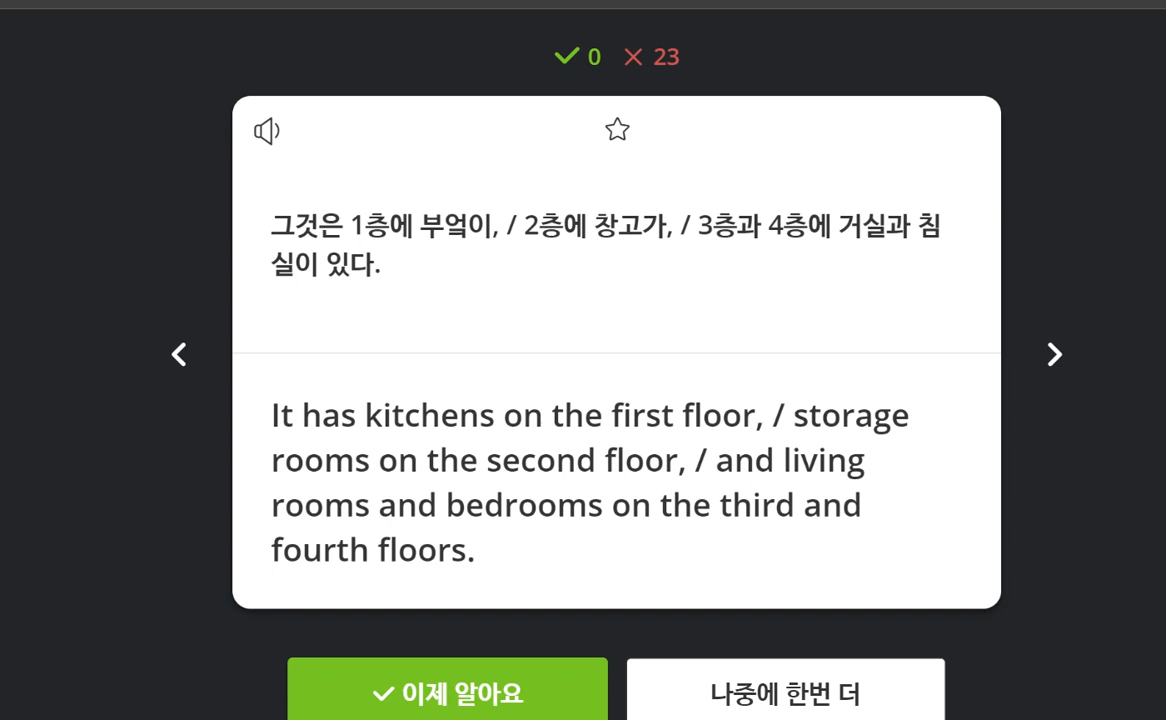 0 23
그것은 1층에 부엌이, / 2층에 창고가, / 3층과 4층에 거실과 침
실이 있다.
It has kitchens on the first floor, / storage
rooms on the second floor, / and living
rooms and bedrooms on the third and
fourth floors.
이제 알아요 나중에 한번 더